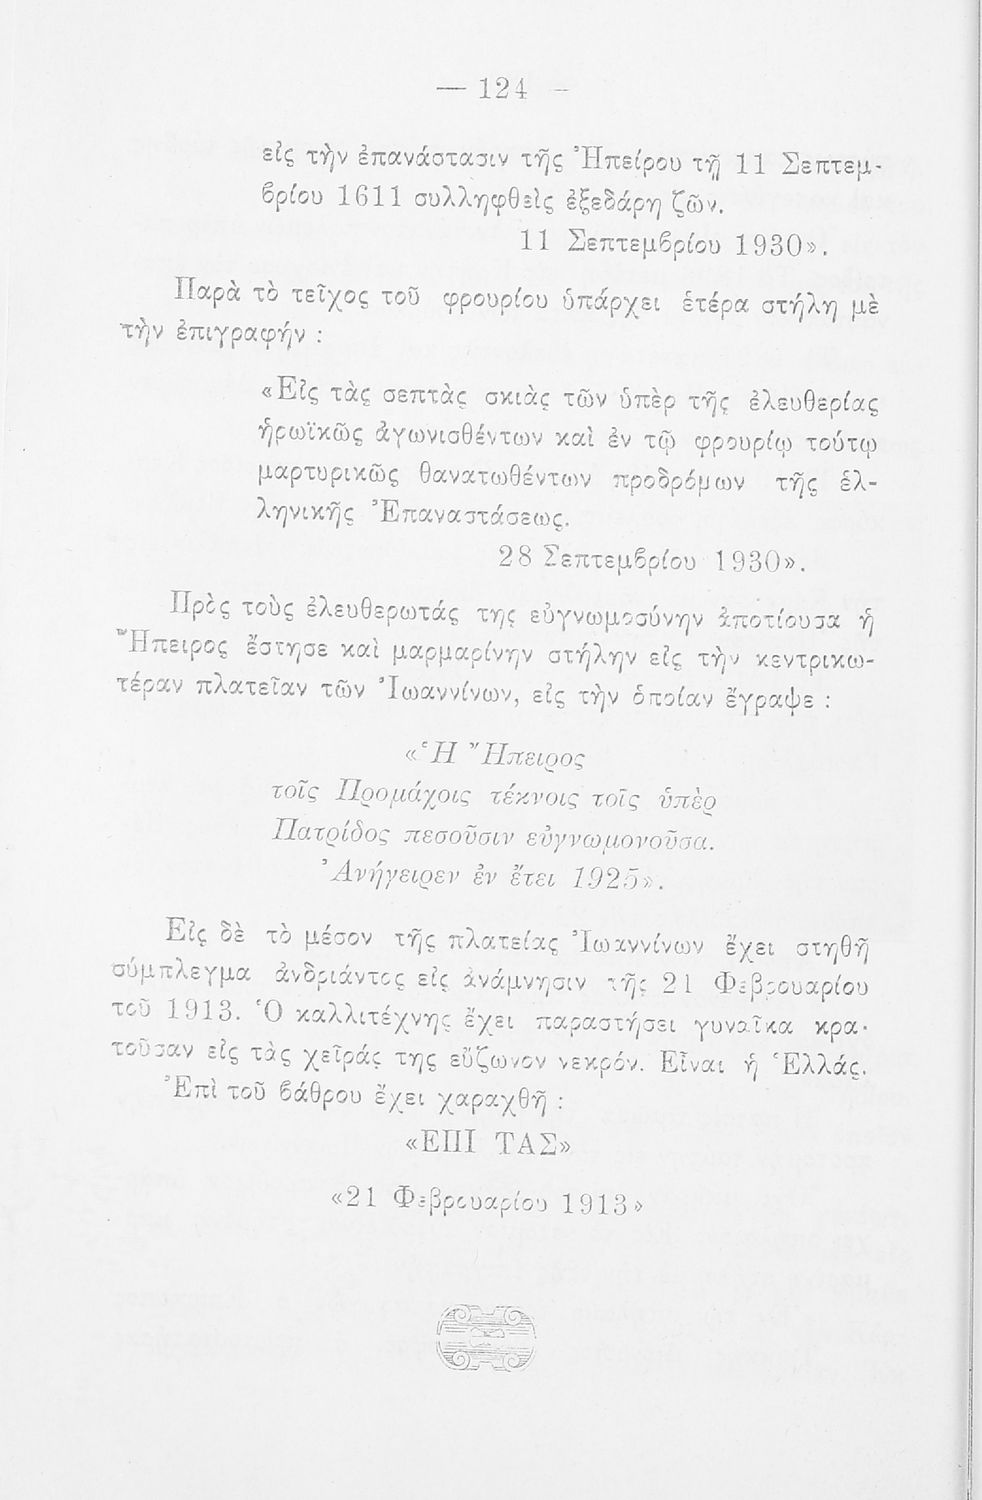 — 124 –
εἰς τὴν ἐπανάστασιν τῆς Ἠπείρου τῇ 11 Σεπτεμ-
βρίου 1611 συλληφθεὶς ἐξεδάρη ζῶν.
11 Σεπτεμβρίου 1930».
Παρὰ τὸ τεῖχος τοῦ φρουρίου ὑπάρχει ἑτέρα στήλη μὲ
τὴν ἐπιγραφήν :
«Εἰς τὰς σεπτὰς σκιὰς τῶν ὑπὲρ τῆς ἐλευθερίας
ἡρωϊκῶς ἀγωνισθέντων καὶ ἐν τῷ φρουρίῳ τούτῳ
μαρτυρικῶς θανατωθέντων προδρόμων τῆς ἑλ-
ληνικῆς Ἐπαναστάσεως.
28 Σεπτεμβρίου 1930».
Πρὸς τοὺς ἐλευθερωτάς της εὐγνωμοσύνην ἀποτίουσα ἡ
Ἤπειρος ἔστησε καὶ μαρμαρίνην στήλην εἰς τὴν κεντρικω-
τέραν πλατεῖαν τῶν Ἰωαννίνων, εἰς τὴν ὁποίαν ἔγραψε :
«Ἡ Ἤπειρος
τοῖς Προμάχοις τέκνοις τοῖς ὑπὲρ
Πατρίδος πεσοῦσιν εὐγνωμονοῦσα.
Ἀνήγειρεν ἐν ἔτει 1925».
Εἰς δὲ τὸ μέσον τῆς πλατείας Ἰωαννίνων ἔχει στηθῆ
σύμπλεγμα ἀνδριάντος εἰς ἀνάμνησιν τῆς 21 Φεβρουαρίου
τοῦ 1913. Ὁ καλλιτέχνης ἔχει παραστήσει γυναῖκα κρα-
τοῦσαν εἰς τὰς χεῖράς της εὔζωνον νεκρόν. Εἶναι ἡ Ἑλλάς.
Ἐπὶ τοῦ βάθρου ἔχει χαραχθῆ :
«ΕΠΙ ΤΑΣ»
«21 Φεβρουαρίου 1913»